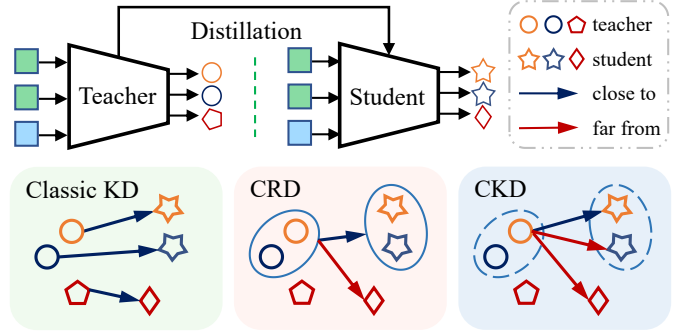 Distillation
Teacher
Student
teacher
student
close to
far from
Classic KD
CRD
CKD